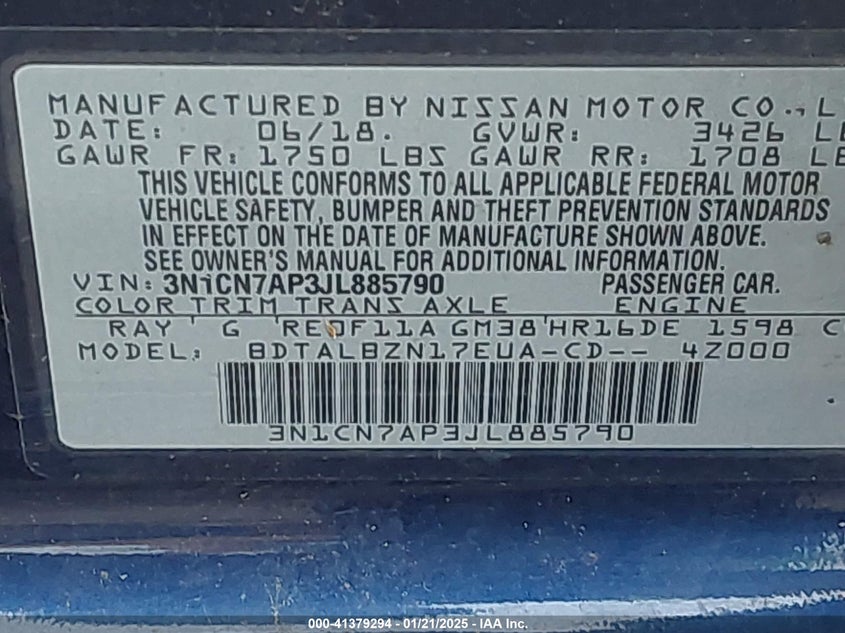 MANUFACTURED BY NISSAN MOTOR CO., L
DATE: 06/18. GVWR: 3426 LB
GAWR FR: 1750 LBS GAWR RR: 1708 LB
THIS VEHICLE CONFORMS TO ALL APPLICABLE FEDERAL MOTOR
VEHICLE SAFETY, BUMPER AND THEFT PREVENTION STANDARDS
IN EFFECT ON THE DATE OF MANUFACTURE SHOWN ABOVE.
SEE OWNER'S MANUAL FOR ADDITIONAL INFORMATION.
VIN: 3N1CN7AP3JL885790 PASSENGER CAR.
COLOR TRIM TRANS AXLE ENGINE
RAY G RE0F11A GM38 HR16DE 1598 C
MODEL: BDTALBZN17EUA-CD-- 4Z000
3N1CN7AP3JL885790
000-41379294 - 01/21/2025 - IAA Inc.